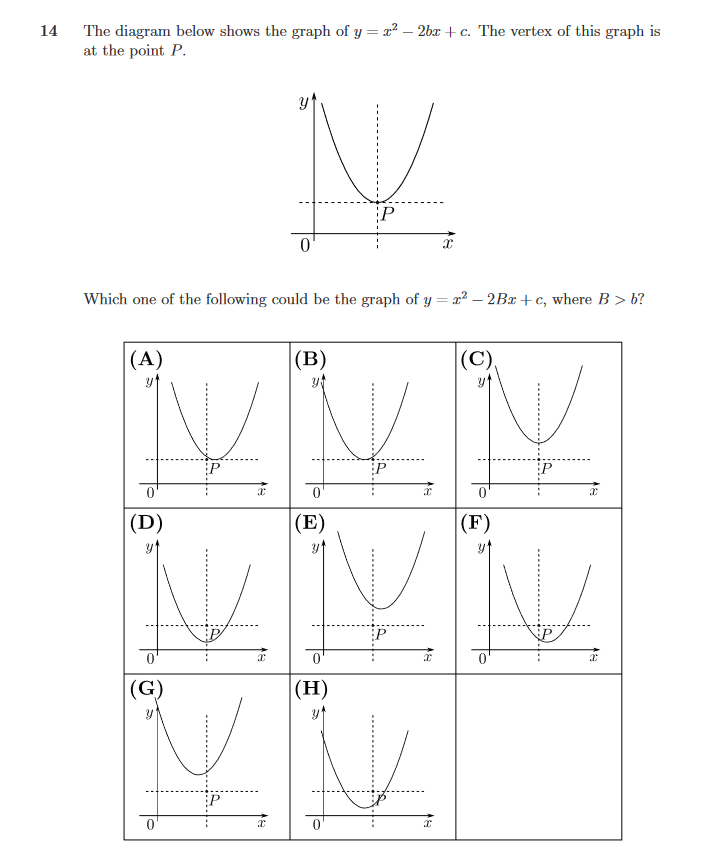 14 The diagram below shows the graph of y = x² − 2bx + c. The vertex of this graph is
at the point P.
y
P
0 x
Which one of the following could be the graph of y = x² − 2Bx + c, where B > b?
(A) (B) (C)
y y y
P P P
0 x 0 x 0 x
(D) (E) (F)
y y y
P P P
0 x 0 x 0 x
(G) (H)
y y
P P
0 x 0 x